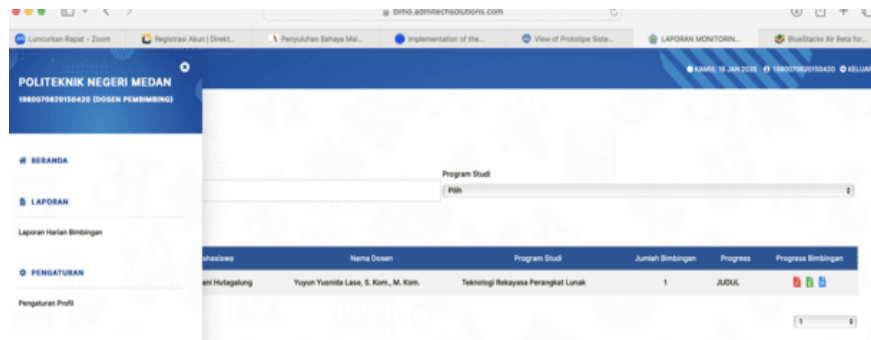 bimo.admitechsolutions.com
Luncurkan Rapat - Zoom
Registrasi Akun | Direkt...
Penyuluhan Bahaya Mal...
Implementation of the...
View of Prototipe Siste...
LAPORAN MONITORIN...
BlueStacks Air Beta for...
POLITEKNIK NEGERI MEDAN
1980070620150420 (DOSEN PEMBIMBING)
KAMIS, 16 JAN 2025
1980070620150420
KELUAR
BERANDA
LAPORAN
Laporan Harian Bimbingan
PENGATURAN
Pengaturan Profil
Program Studi
Pilih
ahasiswa Nama Dosen Program Studi Jumlah Bimbingan Progress Progress Bimbingan
ani Hutagalung Yuyun Yusnida Lase, S. Kom., M. Kom. Teknologi Rekayasa Perangkat Lunak 1 JUDUL
1